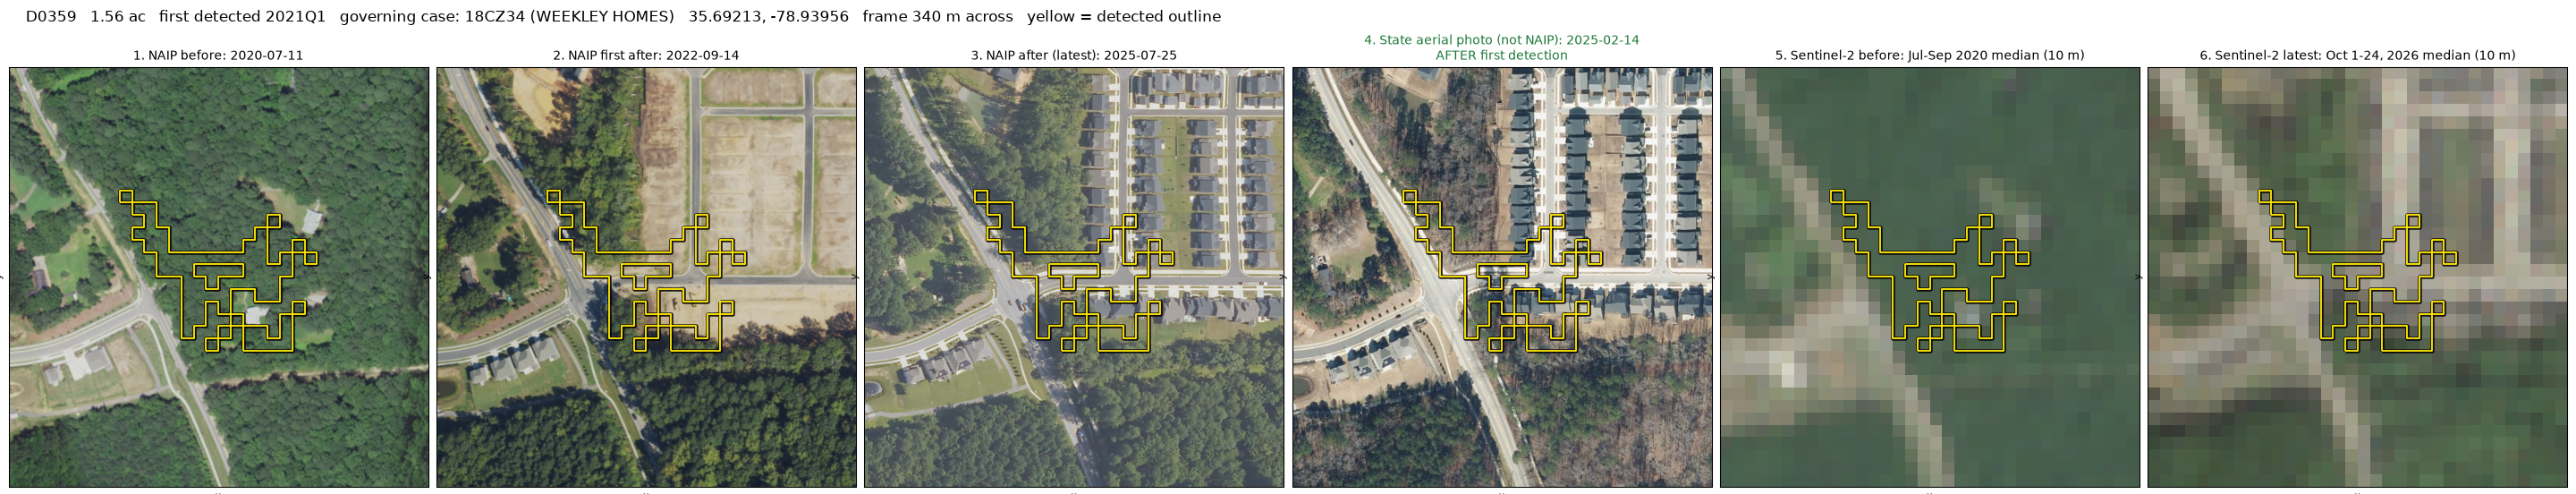 D0359   1.56 ac   first detected 2021Q1   governing case: 18CZ34 (WEEKLEY HOMES)   35.69213, -78.93956   frame 340 m across   yellow = detected outline
1. NAIP before: 2020-07-11
2. NAIP first after: 2022-09-14
3. NAIP after (latest): 2025-07-25
4. State aerial photo (not NAIP): 2025-02-14
AFTER first detection
5. Sentinel-2 before: Jul-Sep 2020 median (10 m)
6. Sentinel-2 latest: Oct 1-24, 2026 median (10 m)